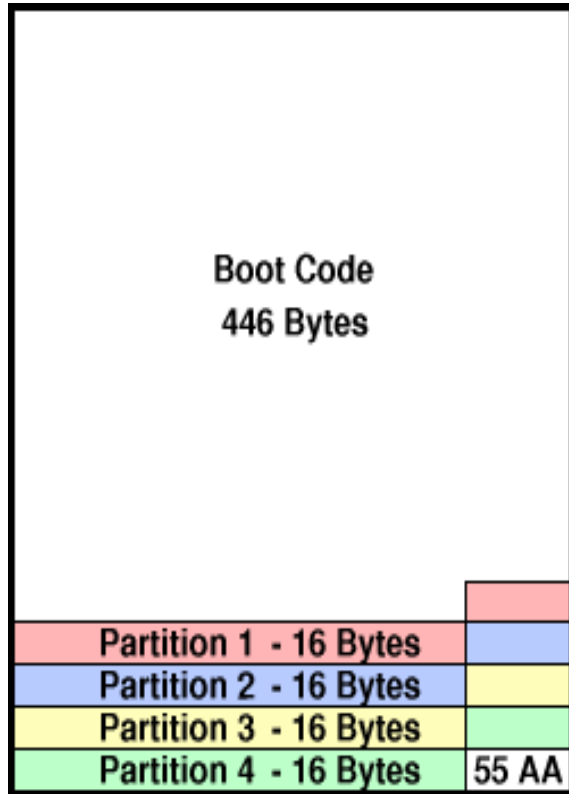 Boot Code
446 Bytes
Partition 1 - 16 Bytes
Partition 2 - 16 Bytes
Partition 3 - 16 Bytes
Partition 4 - 16 Bytes 55 AA